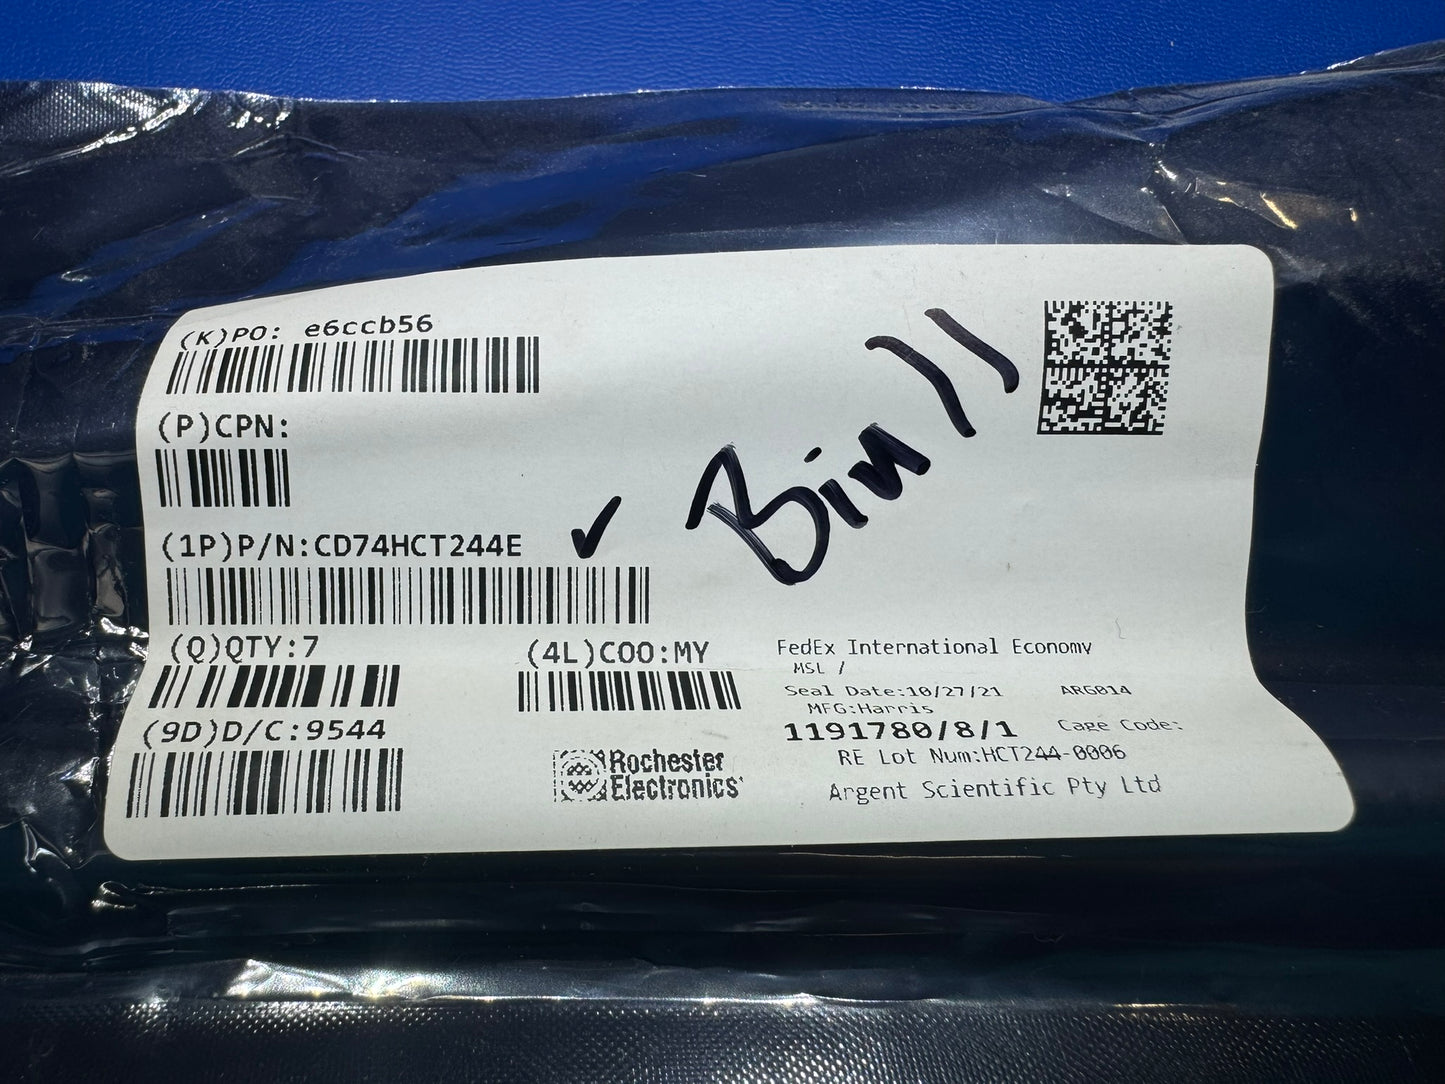 (K)PO: e6ccb56
(P)CPN:
(1P)P/N:CD74HCT244E ✓
Bin 11
(Q)QTY:7
(4L)COO:MY
(9D)D/C:9544
Rochester
Electronics
FedEx International Economy
MSL /
Seal Date:10/27/21 ARG014
MFG:Harris
1191780/8/1 Cage Code:
RE Lot Num:HCT244-0006
Argent Scientific Pty Ltd